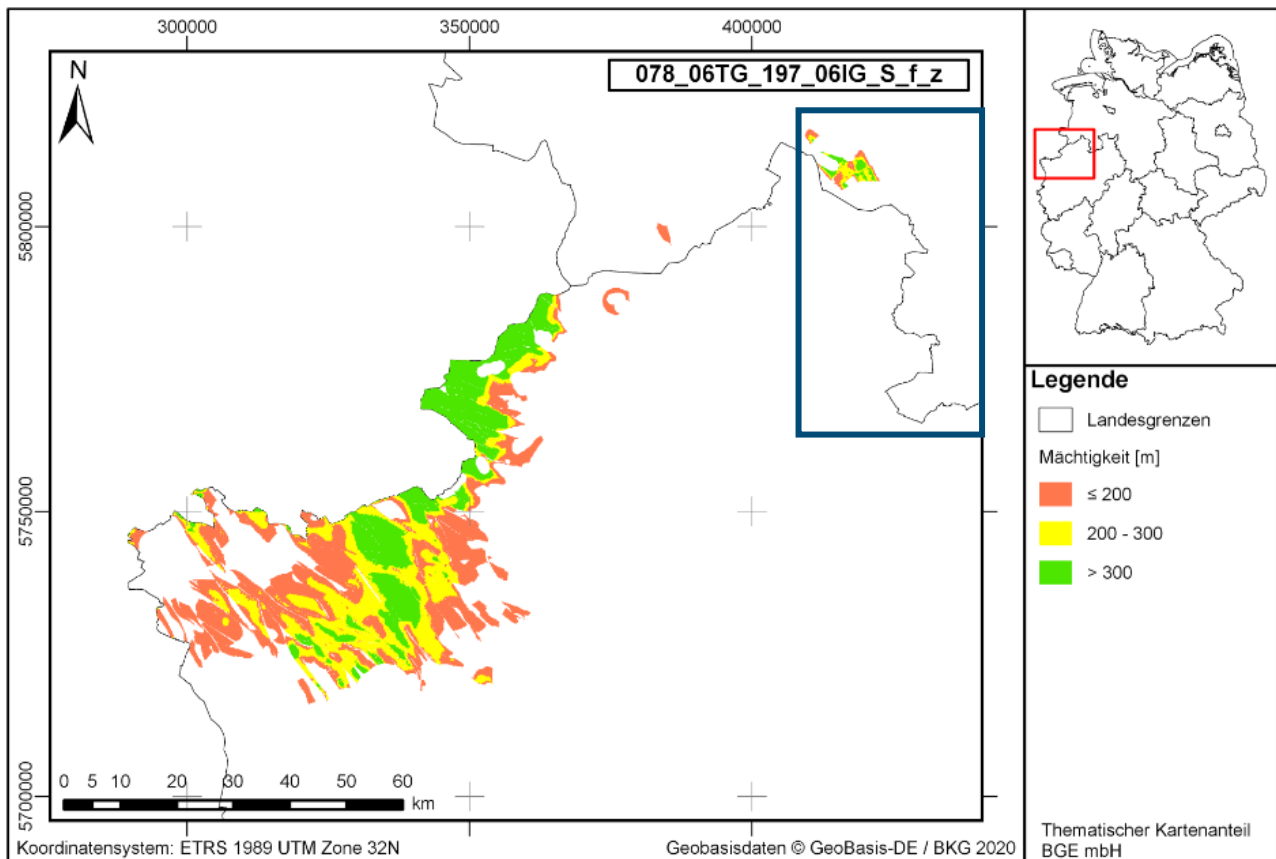 300000
350000
400000
N
078_06TG_197_06IG_S_f_z
5800000
5750000
5700000
0 5 10 20 30 40 50 60
km
Koordinatensystem: ETRS 1989 UTM Zone 32N
Geobasisdaten © GeoBasis-DE / BKG 2020
Legende
Landesgrenzen
Mächtigkeit [m]
≤ 200
200 - 300
> 300
Thematischer Kartenanteil
BGE mbH